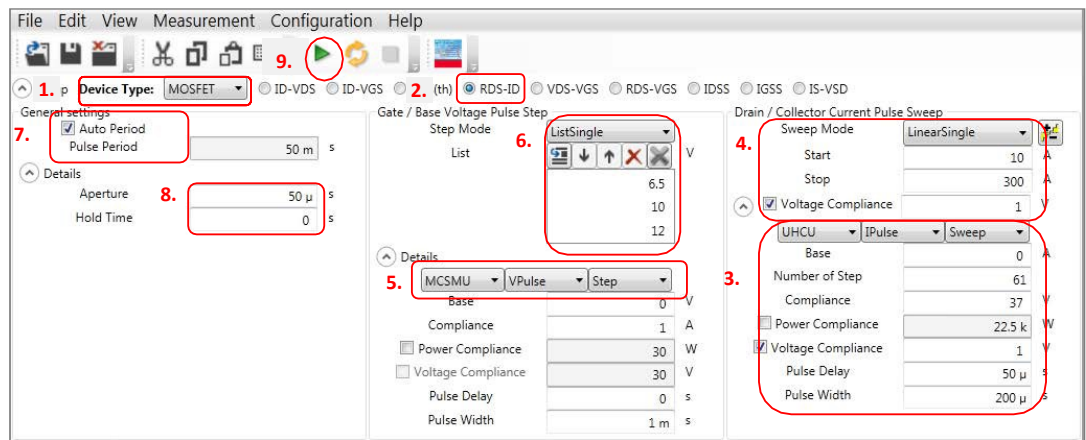 File Edit View Measurement Configuration Help
9.
1. p Device Type: MOSFET ID-VDS ID-VGS 2. (th) RDS-ID VDS-VGS RDS-VGS IDSS IGSS IS-VSD
General settings
7.
Auto Period
Pulse Period 50 m s
Details
Aperture 8. 50 µ s
Hold Time 0 s
Gate / Base Voltage Pulse Step
Step Mode 6. ListSingle
List V
6.5
10
12
Details
5. MCSMU VPulse Step
Base 0 V
Compliance 1 A
Power Compliance 30 W
Voltage Compliance 30 V
Pulse Delay 0 s
Pulse Width 1 m s
Drain / Collector Current Pulse Sweep
4. Sweep Mode LinearSingle
Start 10 A
Stop 300 A
Voltage Compliance 1 V
UHCU IPulse Sweep
Base 0 A
3. Number of Step 61
Compliance 37 V
Power Compliance 22.5 k W
Voltage Compliance 1 V
Pulse Delay 50 µ s
Pulse Width 200 µ s